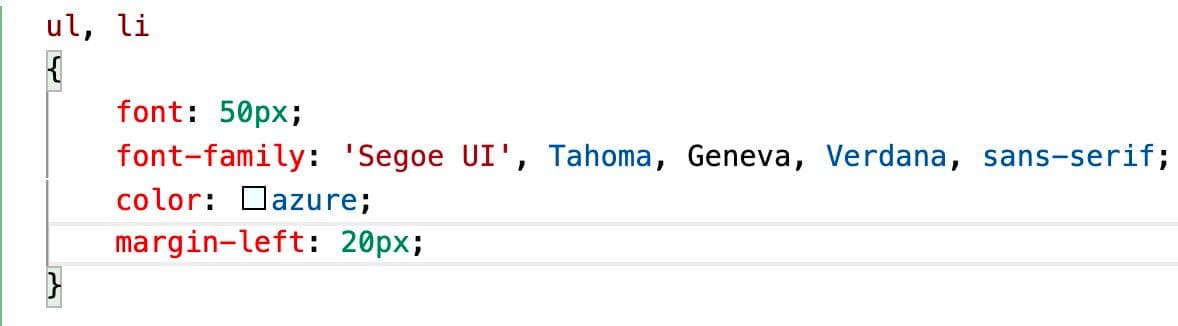 ul, li
{
    font: 50px;
    font-family: 'Segoe UI', Tahoma, Geneva, Verdana, sans-serif;
    color: azure;
    margin-left: 20px;
}